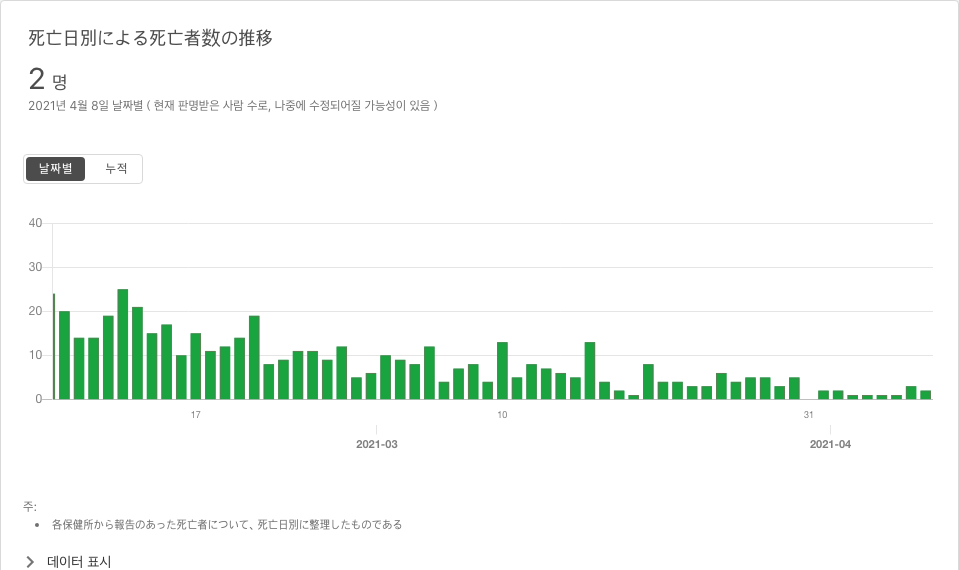 死亡日別による死亡者数の推移
2 명
2021년 4월 8일 날짜별 ( 현재 판명받은 사람 수로, 나중에 수정되어질 가능성이 있음 )
날짜별 누적
40
30
20
10
0
17 10 31
2021-03 2021-04
주:
• 各保健所から報告のあった死亡者について、死亡日別に整理したものである
데이터 표시